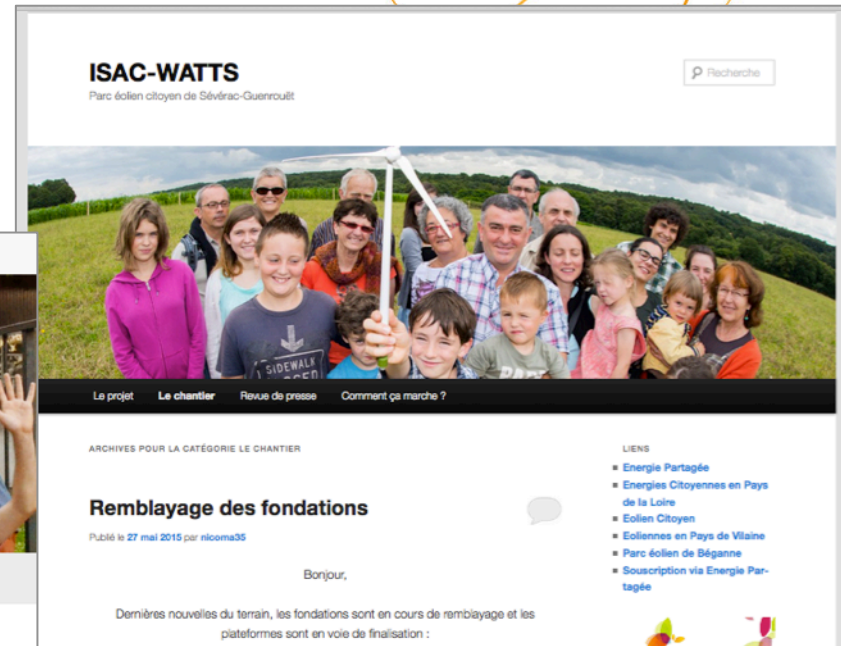 ISAC-WATTS
Parc éolien citoyen de Sévérac-Guenrouët
Recherche
SIDEWALK
Le projet Le chantier Revue de presse Comment ça marche ?
ARCHIVES POUR LA CATÉGORIE LE CHANTIER
Remblayage des fondations
Publié le 27 mai 2015 par nicoma35
Bonjour,
Dernières nouvelles du terrain, les fondations sont en cours de remblayage et les
plateformes sont en voie de finalisation :
LIENS
Energie Partagée
Energies Citoyennes en Pays
de la Loire
Eolien Citoyen
Eoliennes en Pays de Vilaine
Parc éolien de Béganne
Souscription via Energie Par-
tagée